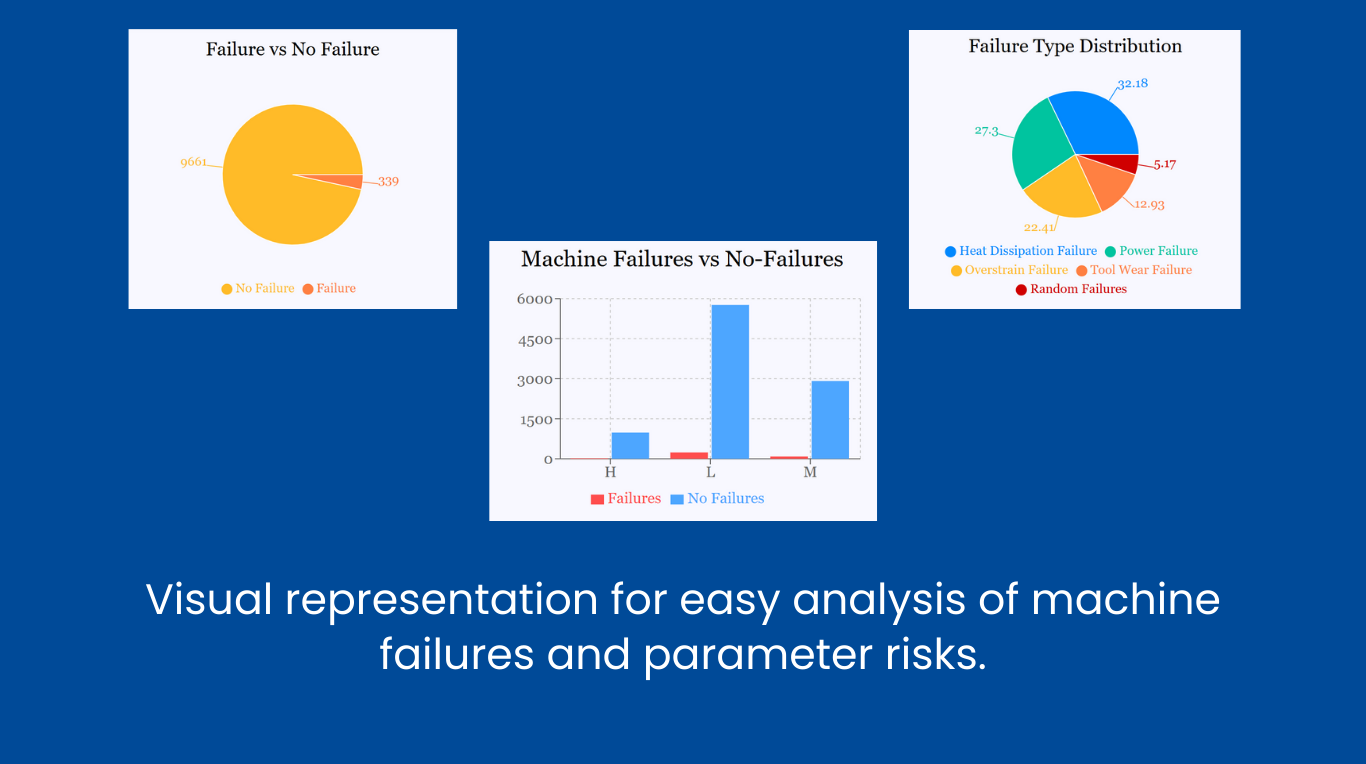 Failure vs No Failure
9661
339
No Failure Failure
Failure Type Distribution
32.18
27.3
5.17
12.93
22.41
Heat Dissipation Failure Power Failure
Overstrain Failure Tool Wear Failure
Random Failures
Machine Failures vs No-Failures
6000
4500
3000
1500
0
H L M
Failures No Failures
Visual representation for easy analysis of machine
failures and parameter risks.